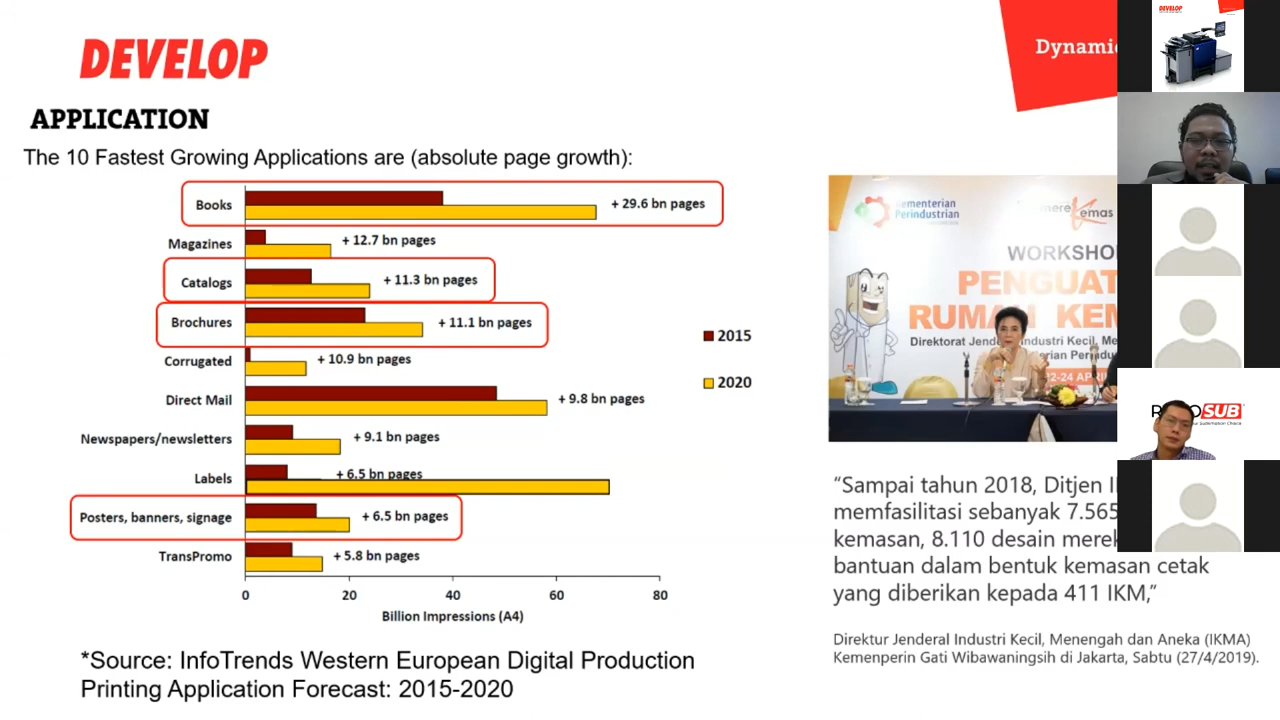 DEVELOP
Dynamic
APPLICATION
The 10 Fastest Growing Applications are (absolute page growth):
Books
+ 29.6 bn pages
Magazines
+ 12.7 bn pages
Catalogs
+ 11.3 bn pages
Brochures
+ 11.1 bn pages
Corrugated
+ 10.9 bn pages
Direct Mail
+ 9.8 bn pages
Newspapers/newsletters
+ 9.1 bn pages
Labels
+ 6.5 bn pages
Posters, banners, signage
+ 6.5 bn pages
TransPromo
+ 5.8 bn pages
0 20 40 60 80
Billion Impressions (A4)
2015
2020
*Source: InfoTrends Western European Digital Production
Printing Application Forecast: 2015-2020
Kementerian
Perindustrian
Kemas
WORKSHO
PENGUAT
RUMAH KEM
Direktorat Jende Industri Kecil, Me
22-24 APRI
“Sampai tahun 2018, Ditjen I
memfasilitasi sebanyak 7.565
kemasan, 8.110 desain merek
bantuan dalam bentuk kemasan cetak
yang diberikan kepada 411 IKM,”
Direktur Jenderal Industri Kecil, Menengah dan Aneka (IKMA)
Kemenperin Gati Wibawaningsih di Jakarta, Sabtu (27/4/2019).
DEVELOP
SUB